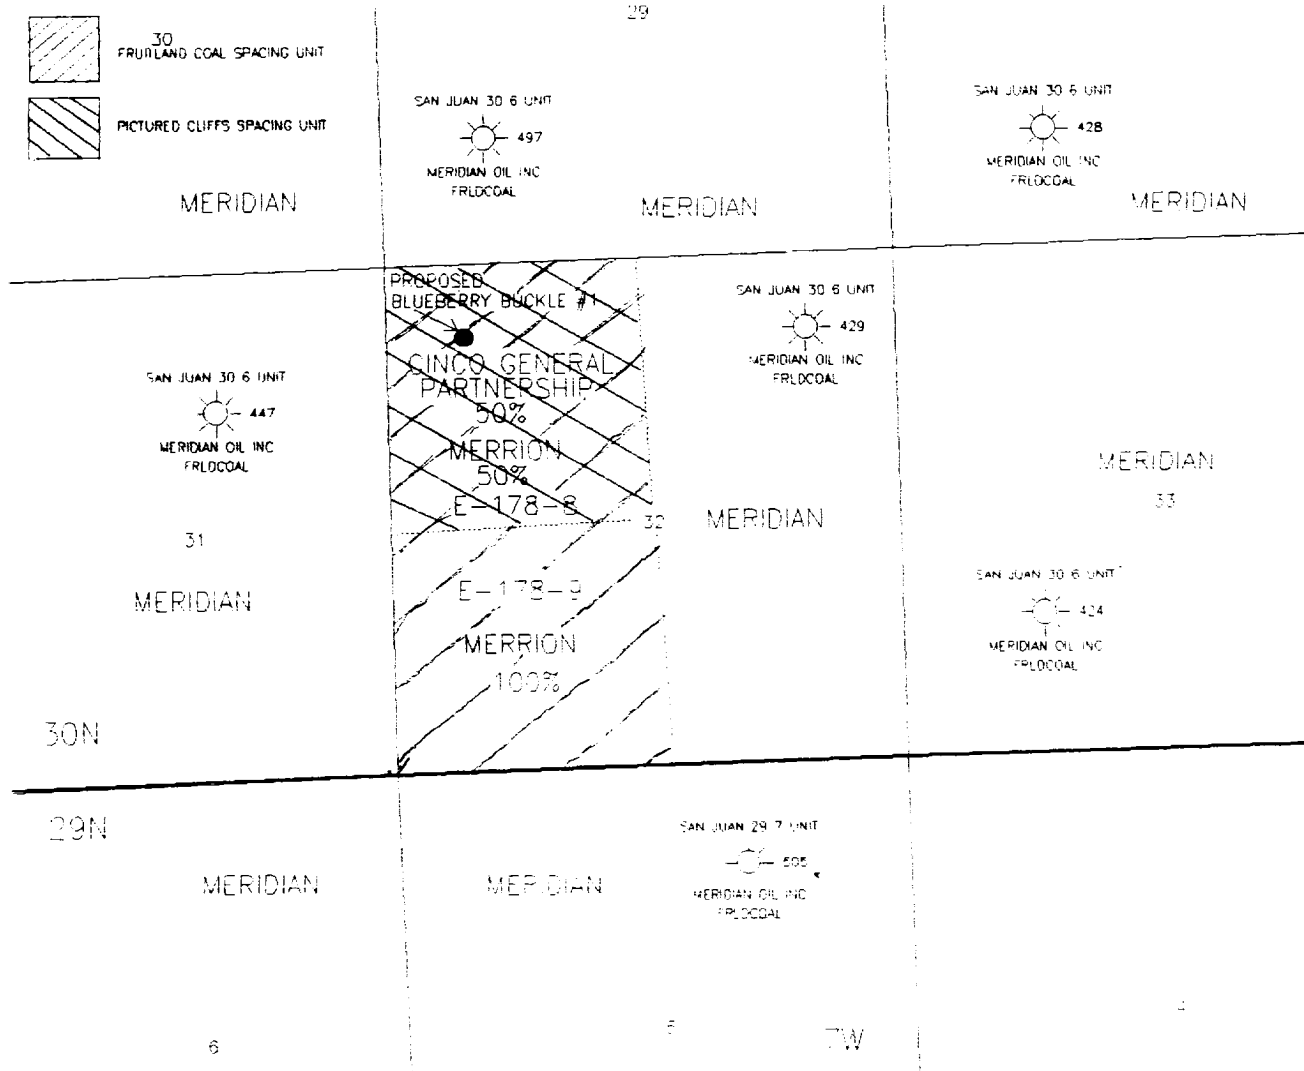 29
30
FRUITLAND COAL SPACING UNIT
PICTURED CLIFFS SPACING UNIT
SAN JUAN 30 6 UNIT
497
MERIDIAN OIL INC
FRLDCOAL
SAN JUAN 30 6 UNIT
428
MERIDIAN OIL INC
FRLDCOAL
MERIDIAN
MERIDIAN
MERIDIAN
PROPOSED
BLUEBERRY BUCKLE #1
CINCO GENERAL
PARTNERSHIP
50%
MERRION
50%
E-178-8
SAN JUAN 30 6 UNIT
429
MERIDIAN OIL INC
FRLDCOAL
SAN JUAN 30 6 UNIT
447
MERIDIAN OIL INC
FRLDCOAL
MERIDIAN
33
32
MERIDIAN
31
MERIDIAN
E-178-9
MERRION
100%
SAN JUAN 30 6 UNIT
424
MERIDIAN OIL INC
FRLDCOAL
30N
29N
SAN JUAN 29 7 UNIT
505
MERIDIAN OIL INC
FRLDCOAL
MERIDIAN
MERIDIAN
6
5
7W
4